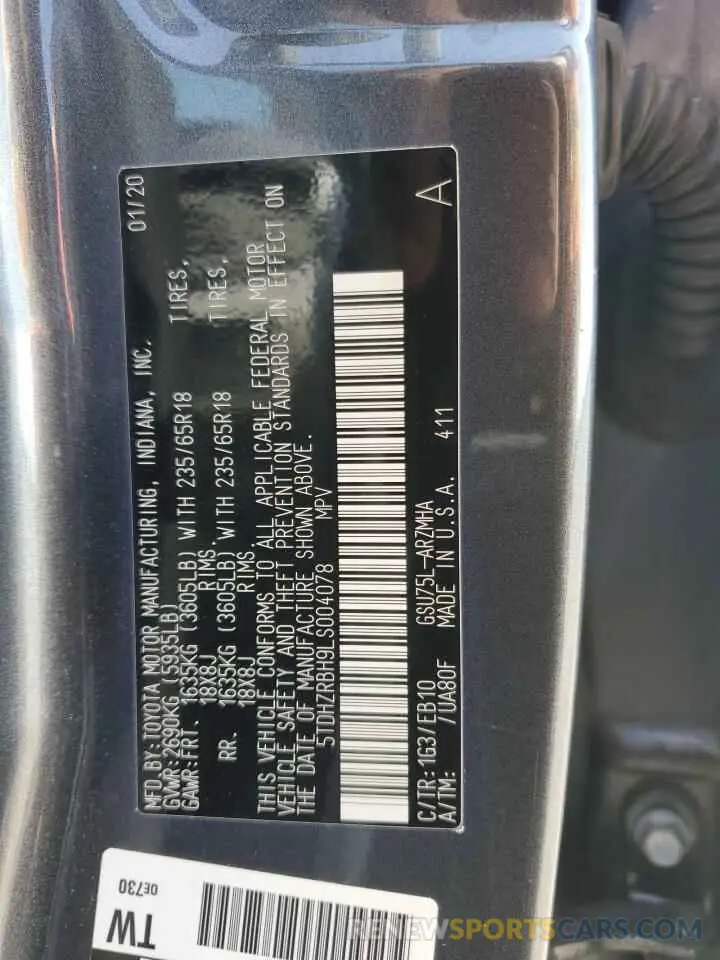 MFD.BY:TOYOTA MOTOR MANUFACTURING, INDIANA, INC. 01/20
GVWR:2690KG (5935LB)
GAWR:FRT. 1635KG (3605LB) WITH 235/65R18 TIRES,
18X8J RIMS,
RR. 1635KG (3605LB) WITH 235/65R18 TIRES,
18X8J RIMS,
THIS VEHICLE CONFORMS TO ALL APPLICABLE FEDERAL MOTOR
VEHICLE SAFETY AND THEFT PREVENTION STANDARDS IN EFFECT ON
THE DATE OF MANUFACTURE SHOWN ABOVE.
5TDHZRBH9LS004078 MPV
C/TR:1G3/EB10 GSU75L-ARZMHA A
A/TM: /UA80F MADE IN U.S.A. 411
0E730
TW
RENEWSPORTSCARS.COM